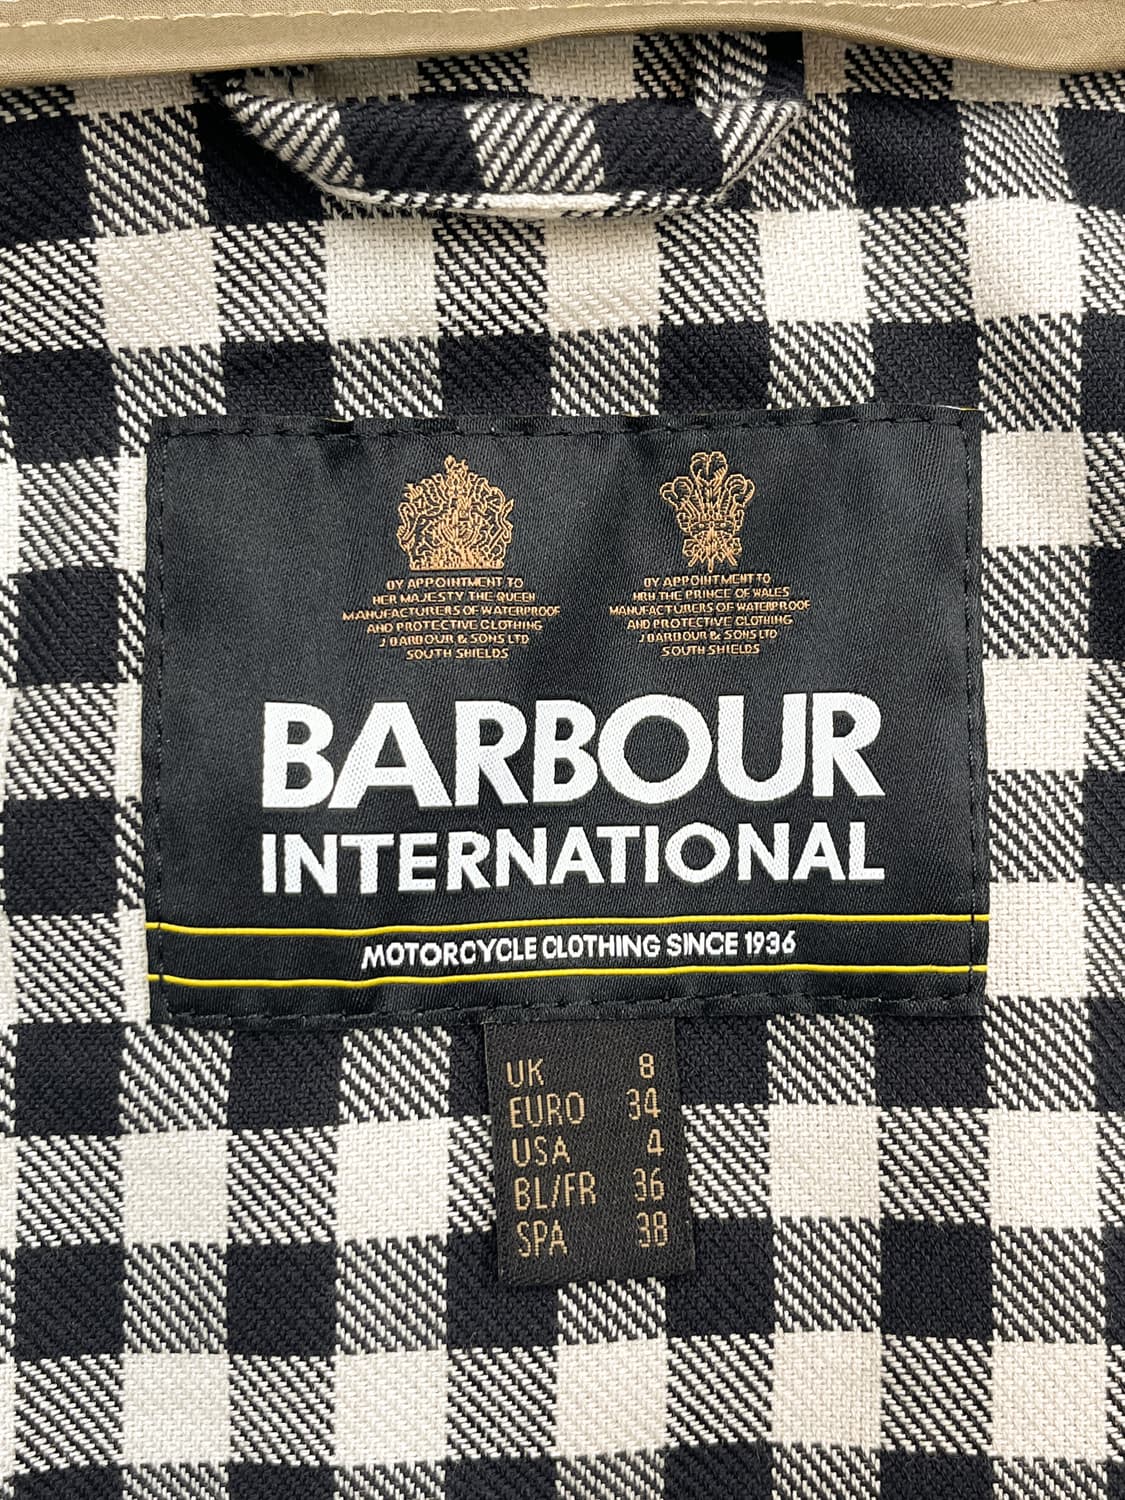 BY APPOINTMENT TO
HER MAJESTY THE QUEEN
MANUFACTURERS OF WATERPROOF
AND PROTECTIVE CLOTHING
J BARBOUR & SONS LTD
SOUTH SHIELDS
BY APPOINTMENT TO
HRH THE PRINCE OF WALES
MANUFACTURERS OF WATERPROOF
AND PROTECTIVE CLOTHING
J BARBOUR & SONS LTD
SOUTH SHIELDS
BARBOUR
INTERNATIONAL
MOTORCYCLE CLOTHING SINCE 1936
UK 8
EURO 34
USA 4
BL/FR 36
SPA 38